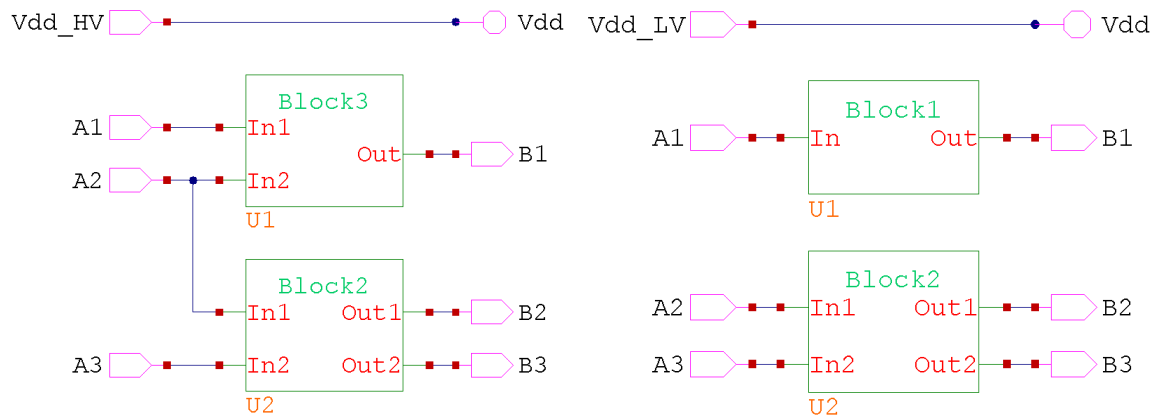 Vdd_HV Vdd
Block3
A1 In1
Out B1
A2 In2
U1
Block2
In1 Out1 B2
A3 In2 Out2 B3
U2
Vdd_LV Vdd
Block1
A1 In Out B1
U1
Block2
A2 In1 Out1 B2
A3 In2 Out2 B3
U2